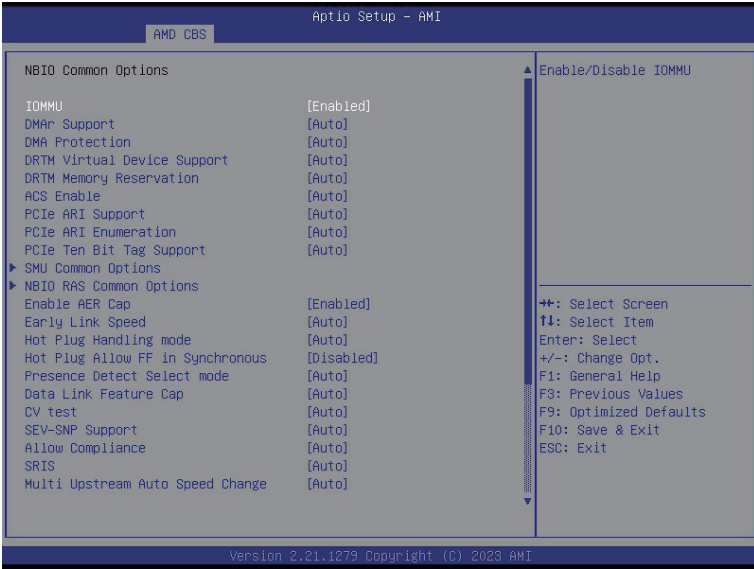 Aptio Setup – AMI
AMD CBS
NBIO Common Options
IOMMU [Enabled]
DMAr Support [Auto]
DMA Protection [Auto]
DRTM Virtual Device Support [Auto]
DRTM Memory Reservation [Auto]
ACS Enable [Auto]
PCIe ARI Support [Auto]
PCIe ARI Enumeration [Auto]
PCIe Ten Bit Tag Support [Auto]
SMU Common Options
NBIO RAS Common Options
Enable AER Cap [Enabled]
Early Link Speed [Auto]
Hot Plug Handling mode [Auto]
Hot Plug Allow FF in Synchronous [Disabled]
Presence Detect Select mode [Auto]
Data Link Feature Cap [Auto]
CV test [Auto]
SEV-SNP Support [Auto]
Allow Compliance [Auto]
SRIS [Auto]
Multi Upstream Auto Speed Change [Auto]
Enable/Disable IOMMU
→←: Select Screen
↑↓: Select Item
Enter: Select
+/-: Change Opt.
F1: General Help
F3: Previous Values
F9: Optimized Defaults
F10: Save & Exit
ESC: Exit
Version 2.21.1279 Copyright (C) 2023 AMI